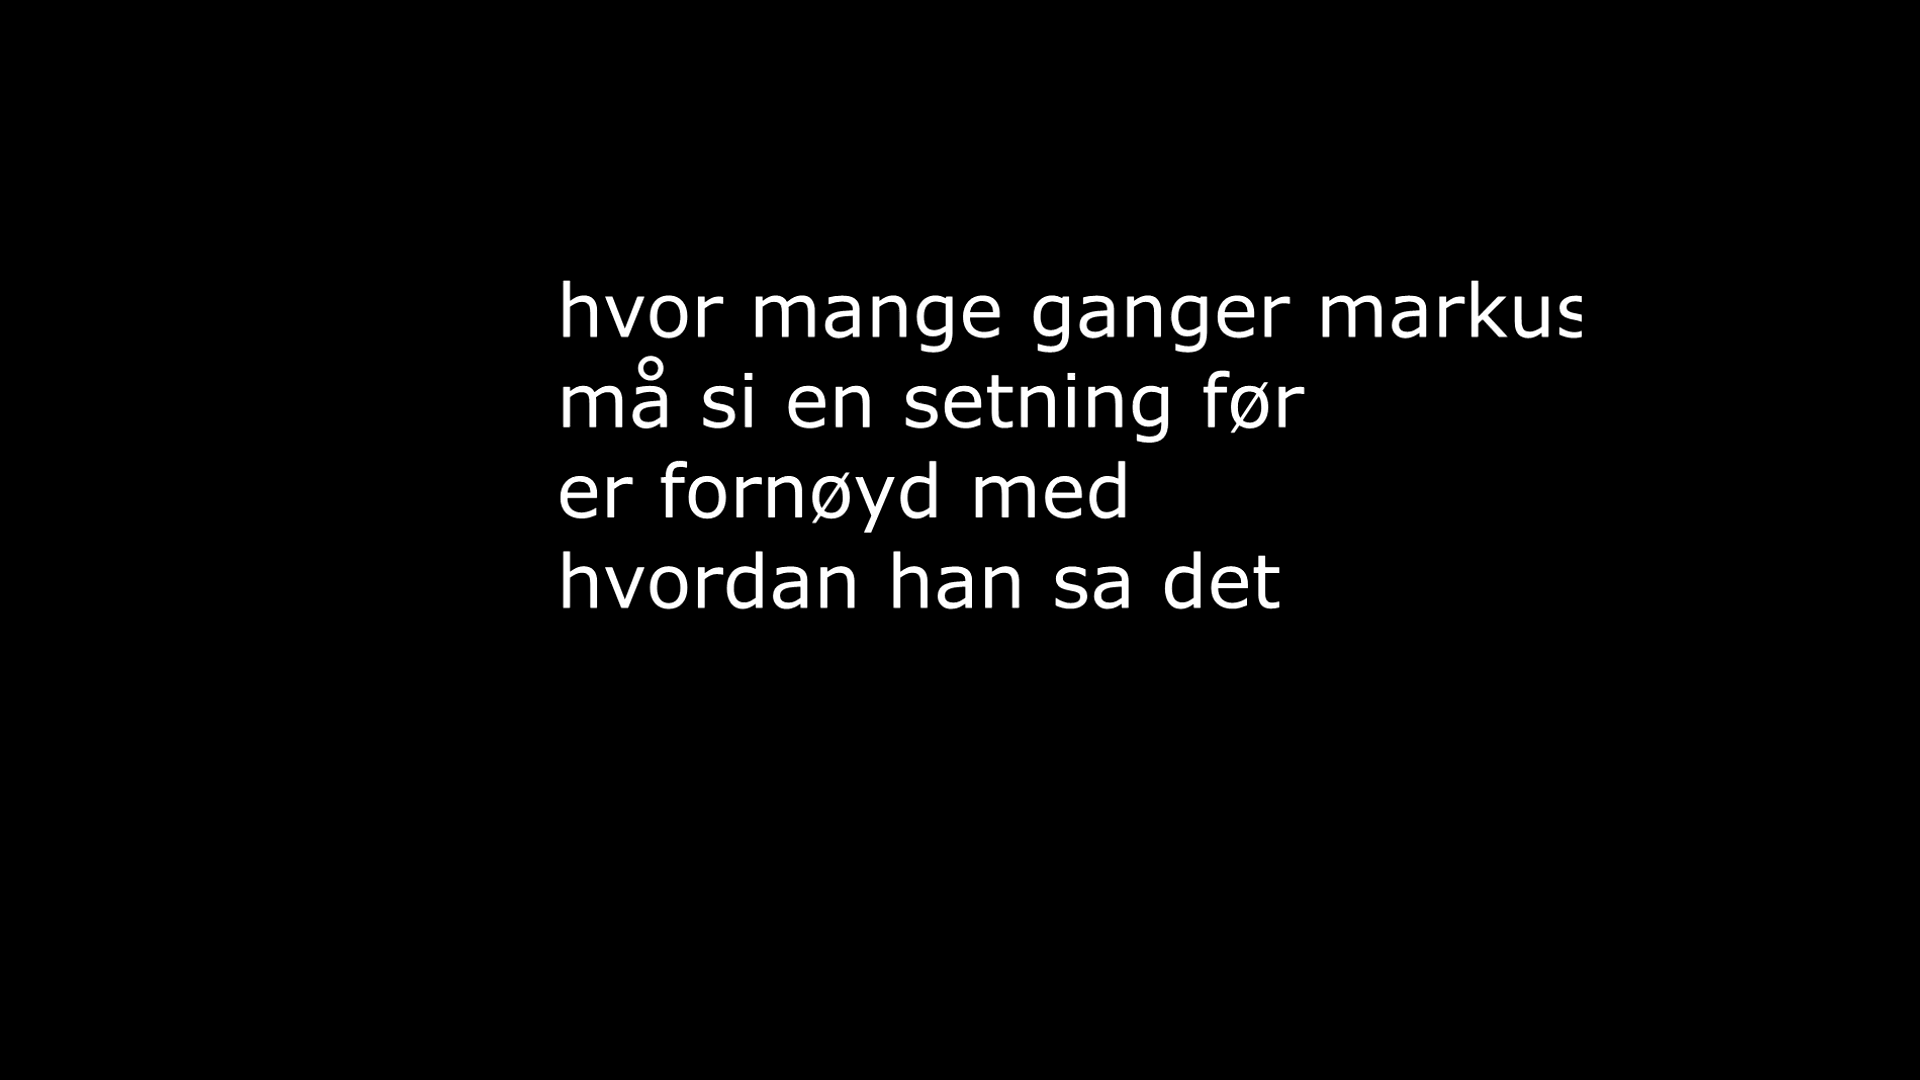 hvor mange ganger markus
må si en setning før
er fornøyd med
hvordan han sa det